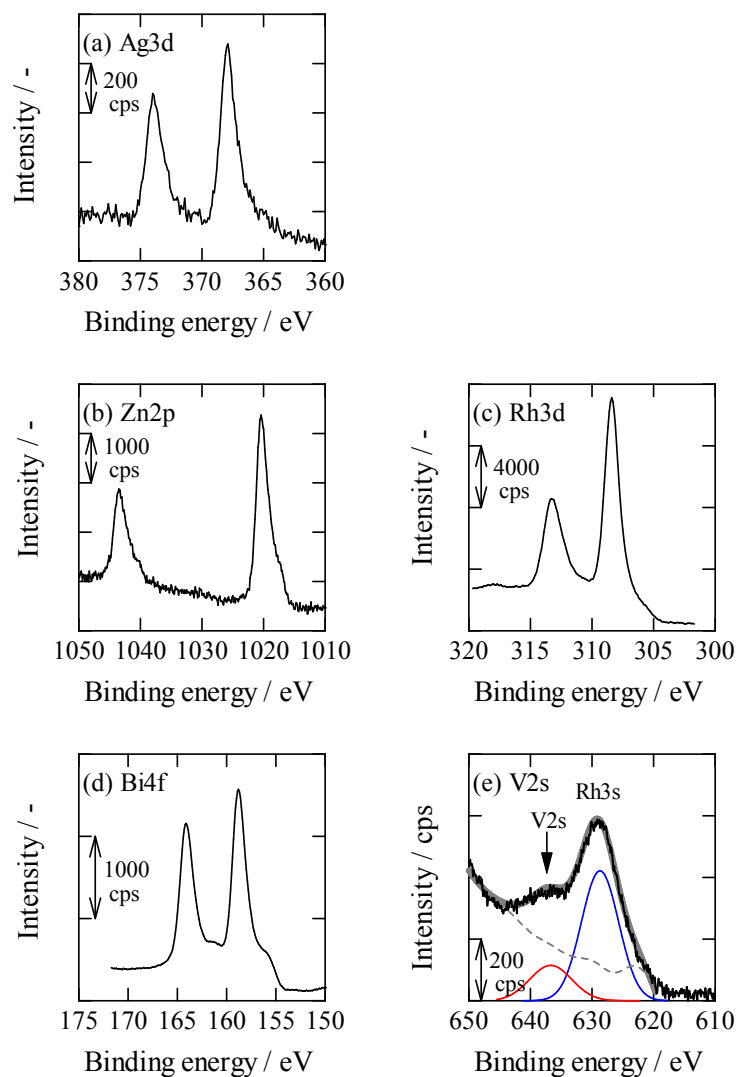 (a) Ag3d
200
cps
Intensity / -
380 375 370 365 360
Binding energy / eV
(b) Zn2p
1000
cps
Intensity / -
1050 1040 1030 1020 1010
Binding energy / eV
(c) Rh3d
4000
cps
Intensity / -
320 315 310 305 300
Binding energy / eV
(d) Bi4f
1000
cps
Intensity / -
175 170 165 160 155 150
Binding energy / eV
(e) V2s
Rh3s
V2s
200
cps
Intensity / cps
650 640 630 620 610
Binding energy / eV